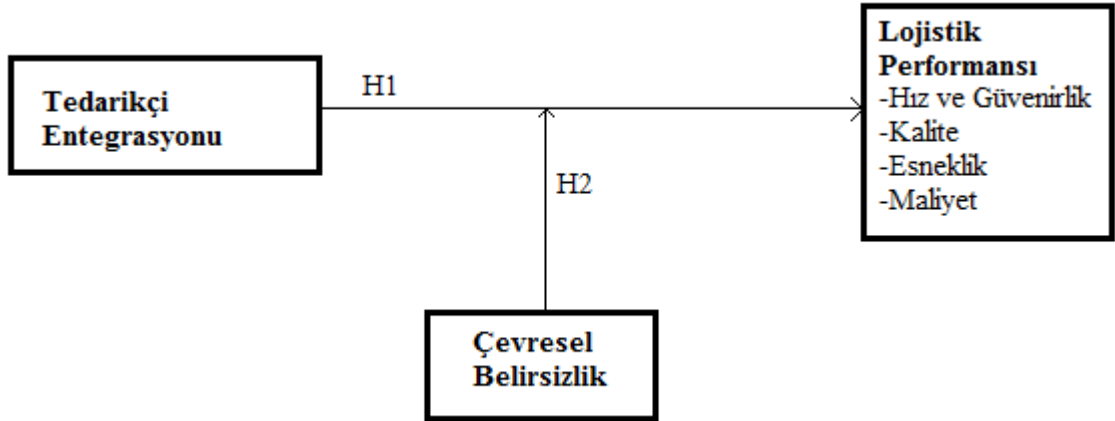 Tedarikçi
Entegrasyonu
H1
Lojistik
Performansı
-Hız ve Güvenirlik
-Kalite
-Esneklik
-Maliyet
H2
Çevresel
Belirsizlik